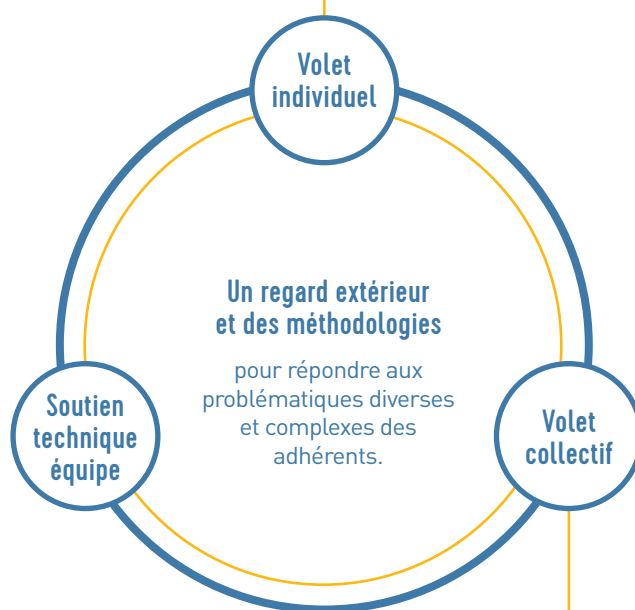 Volet
individuel
Un regard extérieur
et des méthodologies
pour répondre aux
problématiques diverses
et complexes des
adhérents.
Soutien
technique
équipe
Volet
collectif